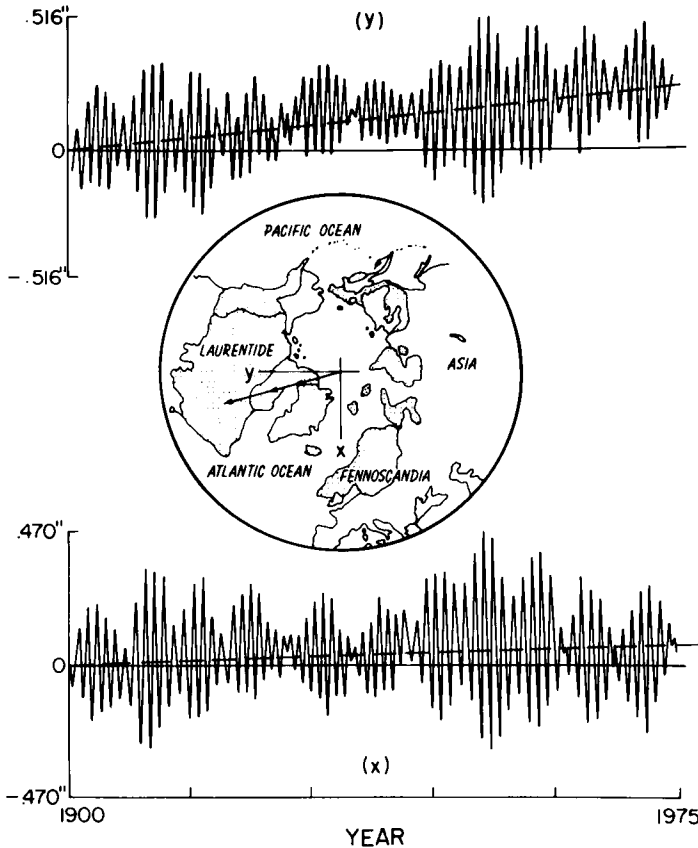 .516"
(y)
0
-.516"
PACIFIC OCEAN
LAURENTIDE
ASIA
y
x
ATLANTIC OCEAN
FENNOSCANDIA
.470"
0
(x)
-.470"
1900
1975
YEAR